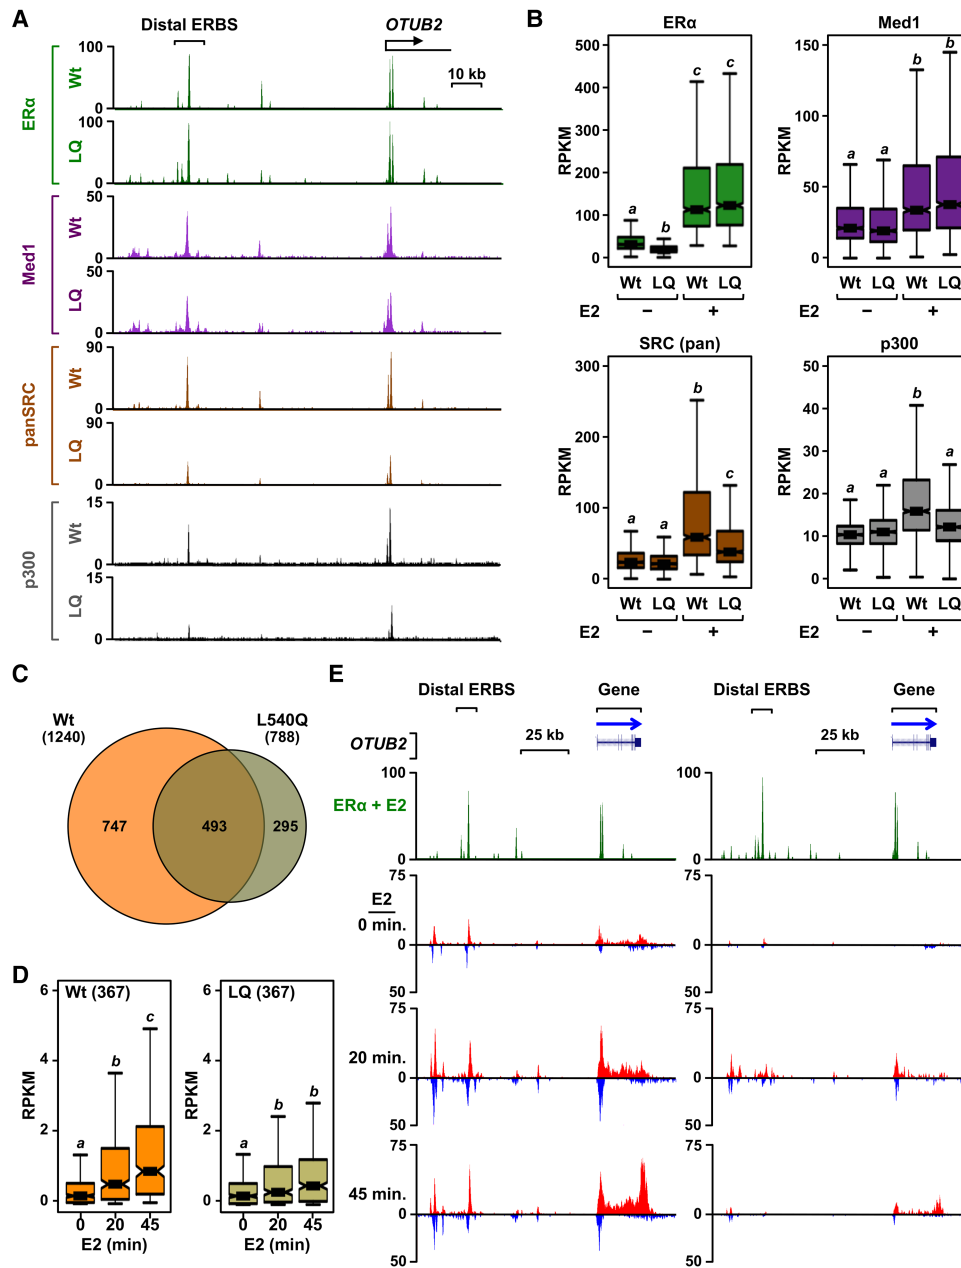 A
Distal ERBS
OTUB2
10 kb
ERα
Wt
100
0
LQ
100
0
Med1
Wt
50
0
LQ
50
0
panSRC
Wt
90
0
LQ
90
0
p300
Wt
15
0
LQ
15
0
B
ERα
RPKM
500
400
300
200
100
0
a
b
c
c
Wt LQ Wt LQ
E2 − +
Med1
RPKM
150
100
50
0
a
a
b
b
Wt LQ Wt LQ
E2 − +
SRC (pan)
RPKM
300
200
100
0
a
a
b
c
Wt LQ Wt LQ
E2 − +
p300
RPKM
50
40
30
20
10
0
a
a
b
a
Wt LQ Wt LQ
E2 − +
C
Wt
(1240)
L540Q
(788)
747
493
295
D
Wt (367)
RPKM
6
4
2
0
a
b
c
0 20 45
E2 (min)
LQ (367)
RPKM
6
4
2
0
a
b
b
0 20 45
E2 (min)
E
Distal ERBS
Gene
Distal ERBS
Gene
OTUB2
25 kb
25 kb
ERα + E2
100
0
100
0
E2
0 min.
75
0
50
75
0
50
20 min.
75
0
50
75
0
50
45 min.
75
0
50
75
0
50